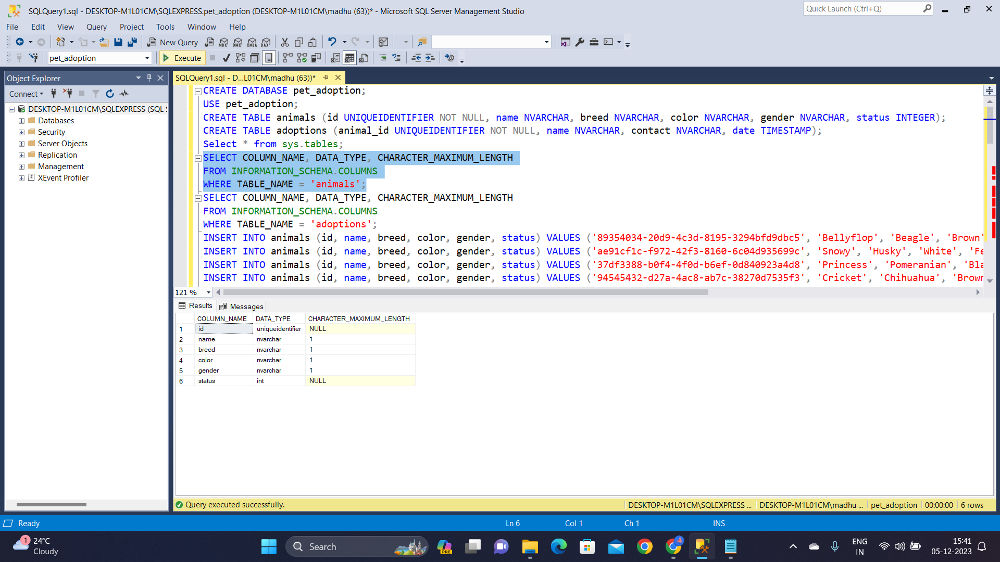 SQLQuery1.sql - DESKTOP-M1L01CM\SQLEXPRESS.pet_adoption (DESKTOP-M1L01CM\madhu (63))* - Microsoft SQL Server Management Studio
Quick Launch (Ctrl+Q)
File Edit View Query Project Tools Window Help
New Query MDX DMX XMLA DAX
pet_adoption Execute
Object Explorer
Connect
DESKTOP-M1L01CM\SQLEXPRESS (SQL S
Databases
Security
Server Objects
Replication
Management
XEvent Profiler
SQLQuery1.sql - D...L01CM\madhu (63))*
CREATE DATABASE pet_adoption;
USE pet_adoption;
CREATE TABLE animals (id UNIQUEIDENTIFIER NOT NULL, name NVARCHAR, breed NVARCHAR, color NVARCHAR, gender NVARCHAR, status INTEGER);
CREATE TABLE adoptions (animal_id UNIQUEIDENTIFIER NOT NULL, name NVARCHAR, contact NVARCHAR, date TIMESTAMP);
Select * from sys.tables;
SELECT COLUMN_NAME, DATA_TYPE, CHARACTER_MAXIMUM_LENGTH
FROM INFORMATION_SCHEMA.COLUMNS
WHERE TABLE_NAME = 'animals';
SELECT COLUMN_NAME, DATA_TYPE, CHARACTER_MAXIMUM_LENGTH
FROM INFORMATION_SCHEMA.COLUMNS
WHERE TABLE_NAME = 'adoptions';
INSERT INTO animals (id, name, breed, color, gender, status) VALUES ('89354034-20d9-4c3d-8195-3294bfd9dbc5', 'Bellyflop', 'Beagle', 'Brown'
INSERT INTO animals (id, name, breed, color, gender, status) VALUES ('ae91cf1c-f972-42f3-8160-6c04d935699c', 'Snowy', 'Husky', 'White', 'Fe
INSERT INTO animals (id, name, breed, color, gender, status) VALUES ('37df3388-b0f4-4f0d-b6ef-0d840923a4d8', 'Princess', 'Pomeranian', 'Bla
INSERT INTO animals (id, name, breed, color, gender, status) VALUES ('94545432-d27a-4ac8-ab7c-38270d7535f3', 'Cricket', 'Chihuahua', 'Brown
121 %
Results Messages
COLUMN_NAME DATA_TYPE CHARACTER_MAXIMUM_LENGTH
1 id uniqueidentifier NULL
2 name nvarchar 1
3 breed nvarchar 1
4 color nvarchar 1
5 gender nvarchar 1
6 status int NULL
Query executed successfully. DESKTOP-M1L01CM\SQLEXPRESS ... DESKTOP-M1L01CM\madhu ... pet_adoption 00:00:00 6 rows
Ready Ln 6 Col 1 Ch 1 INS
1 24°C
Cloudy
Search
PRE
ENG
IN
15:41
05-12-2023